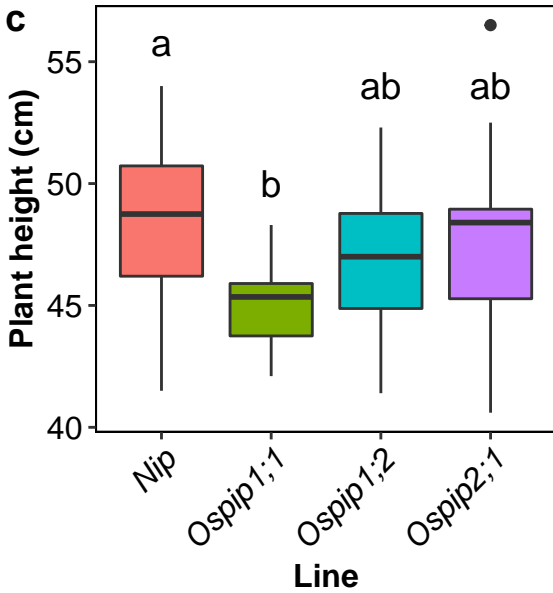 c
Plant height (cm)
55
50
45
40
a
b
ab
ab
Nip
Ospip1;1
Ospip1;2
Ospip2;1
Line